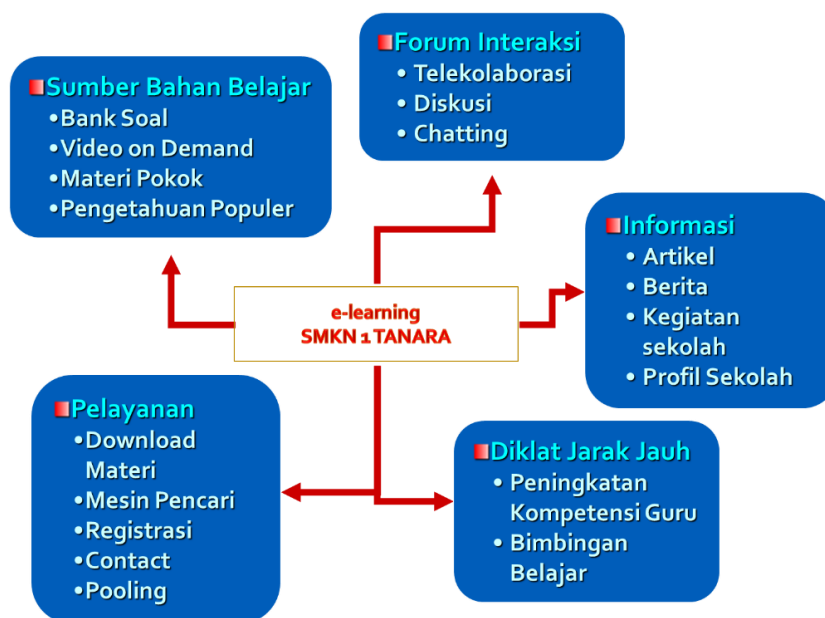 Sumber Bahan Belajar
•Bank Soal
•Video on Demand
•Materi Pokok
•Pengetahuan Populer
Forum Interaksi
• Telekolaborasi
• Diskusi
• Chatting
Informasi
• Artikel
• Berita
• Kegiatan
sekolah
• Profil Sekolah
e-learning
SMKN 1 TANARA
Pelayanan
•Download
Materi
•Mesin Pencari
•Registrasi
•Contact
•Pooling
Diklat Jarak Jauh
• Peningkatan
Kompetensi Guru
• Bimbingan
Belajar